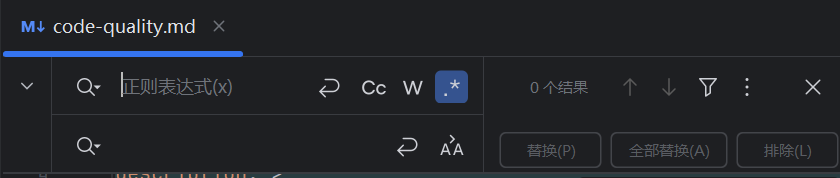 M↓ code-quality.md
正则表达式(x)
Cc W .*
0 个结果
替换(P) 全部替换(A) 排除(L)